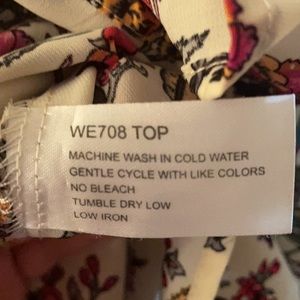 WE708 TOP
MACHINE WASH IN COLD WATER
GENTLE CYCLE WITH LIKE COLORS
NO BLEACH
TUMBLE DRY LOW
LOW IRON